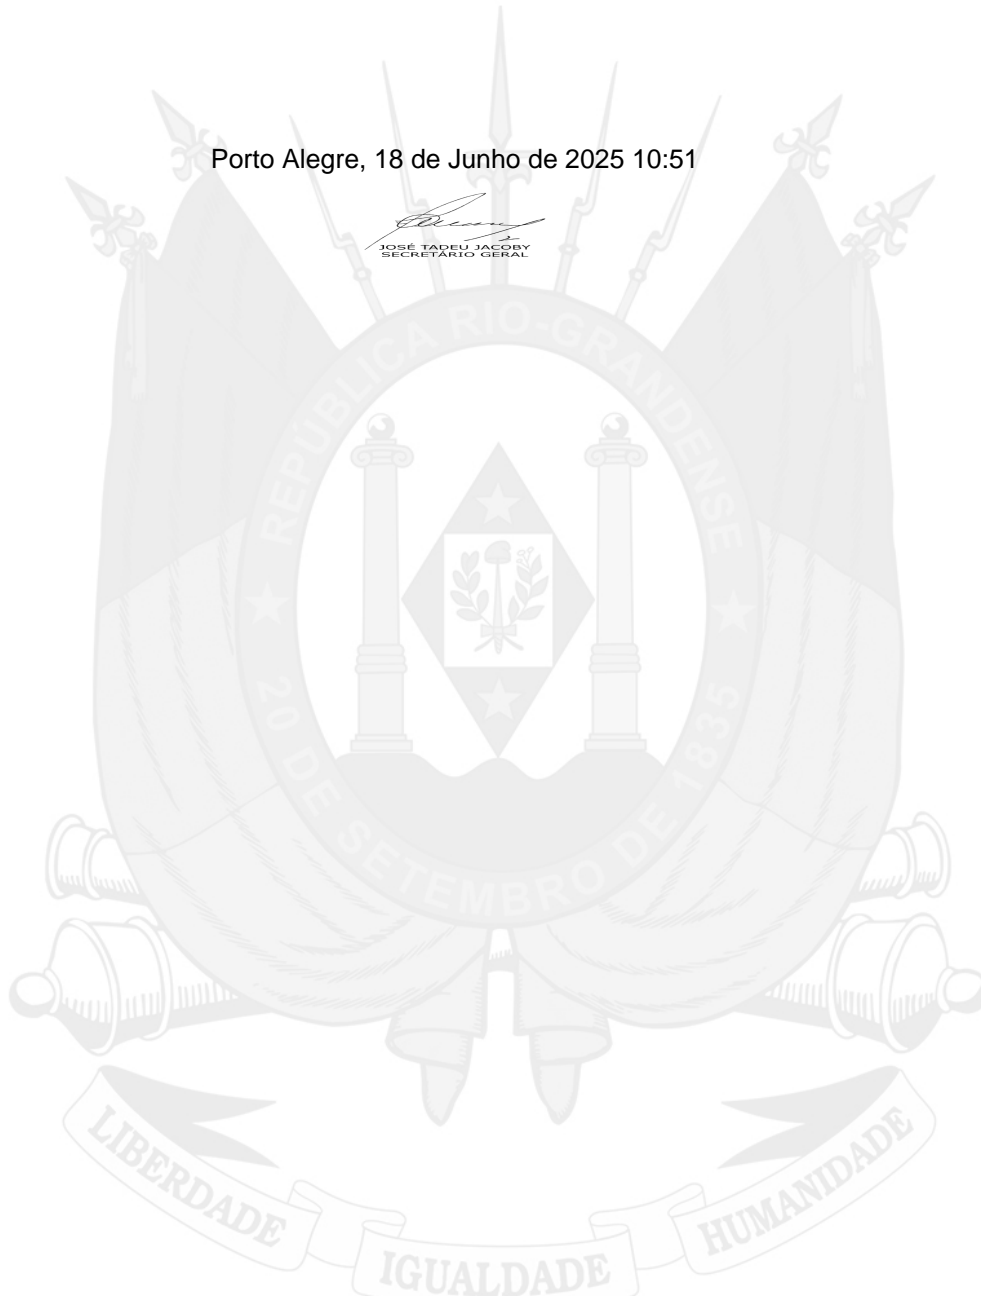 Porto Alegre, 18 de Junho de 2025 10:51
JOSÉ TADEU JACOBY
SECRETÁRIO GERAL
REPÚBLICA RIO-GRANDENSE
20 DE SETEMBRO DE 1835
LIBERDADE
IGUALDADE
HUMANIDADE